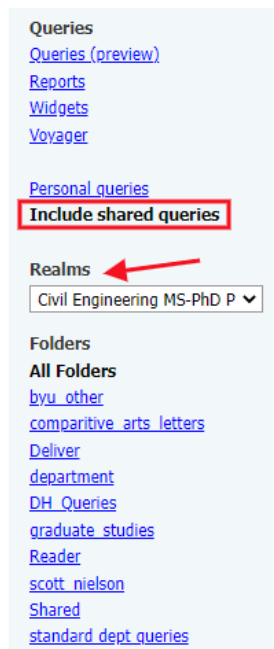 Queries
Queries (preview)
Reports
Widgets
Voyager
Personal queries
Include shared queries
Realms
Civil Engineering MS-PhD P
Folders
All Folders
byu_other
comparitive_arts_letters
Deliver
department
DH_Queries
graduate_studies
Reader
scott_nielson
Shared
standard dept queries